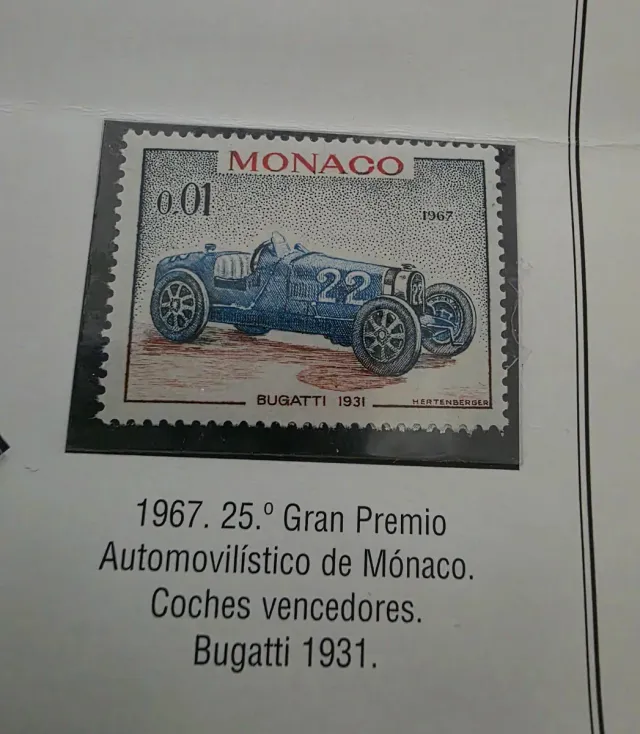 MONACO
0,01
1967
22
22
BUGATTI 1931
HERTENBERGER
1967. 25.º Gran Premio
Automovilístico de Mónaco.
Coches vencedores.
Bugatti 1931.